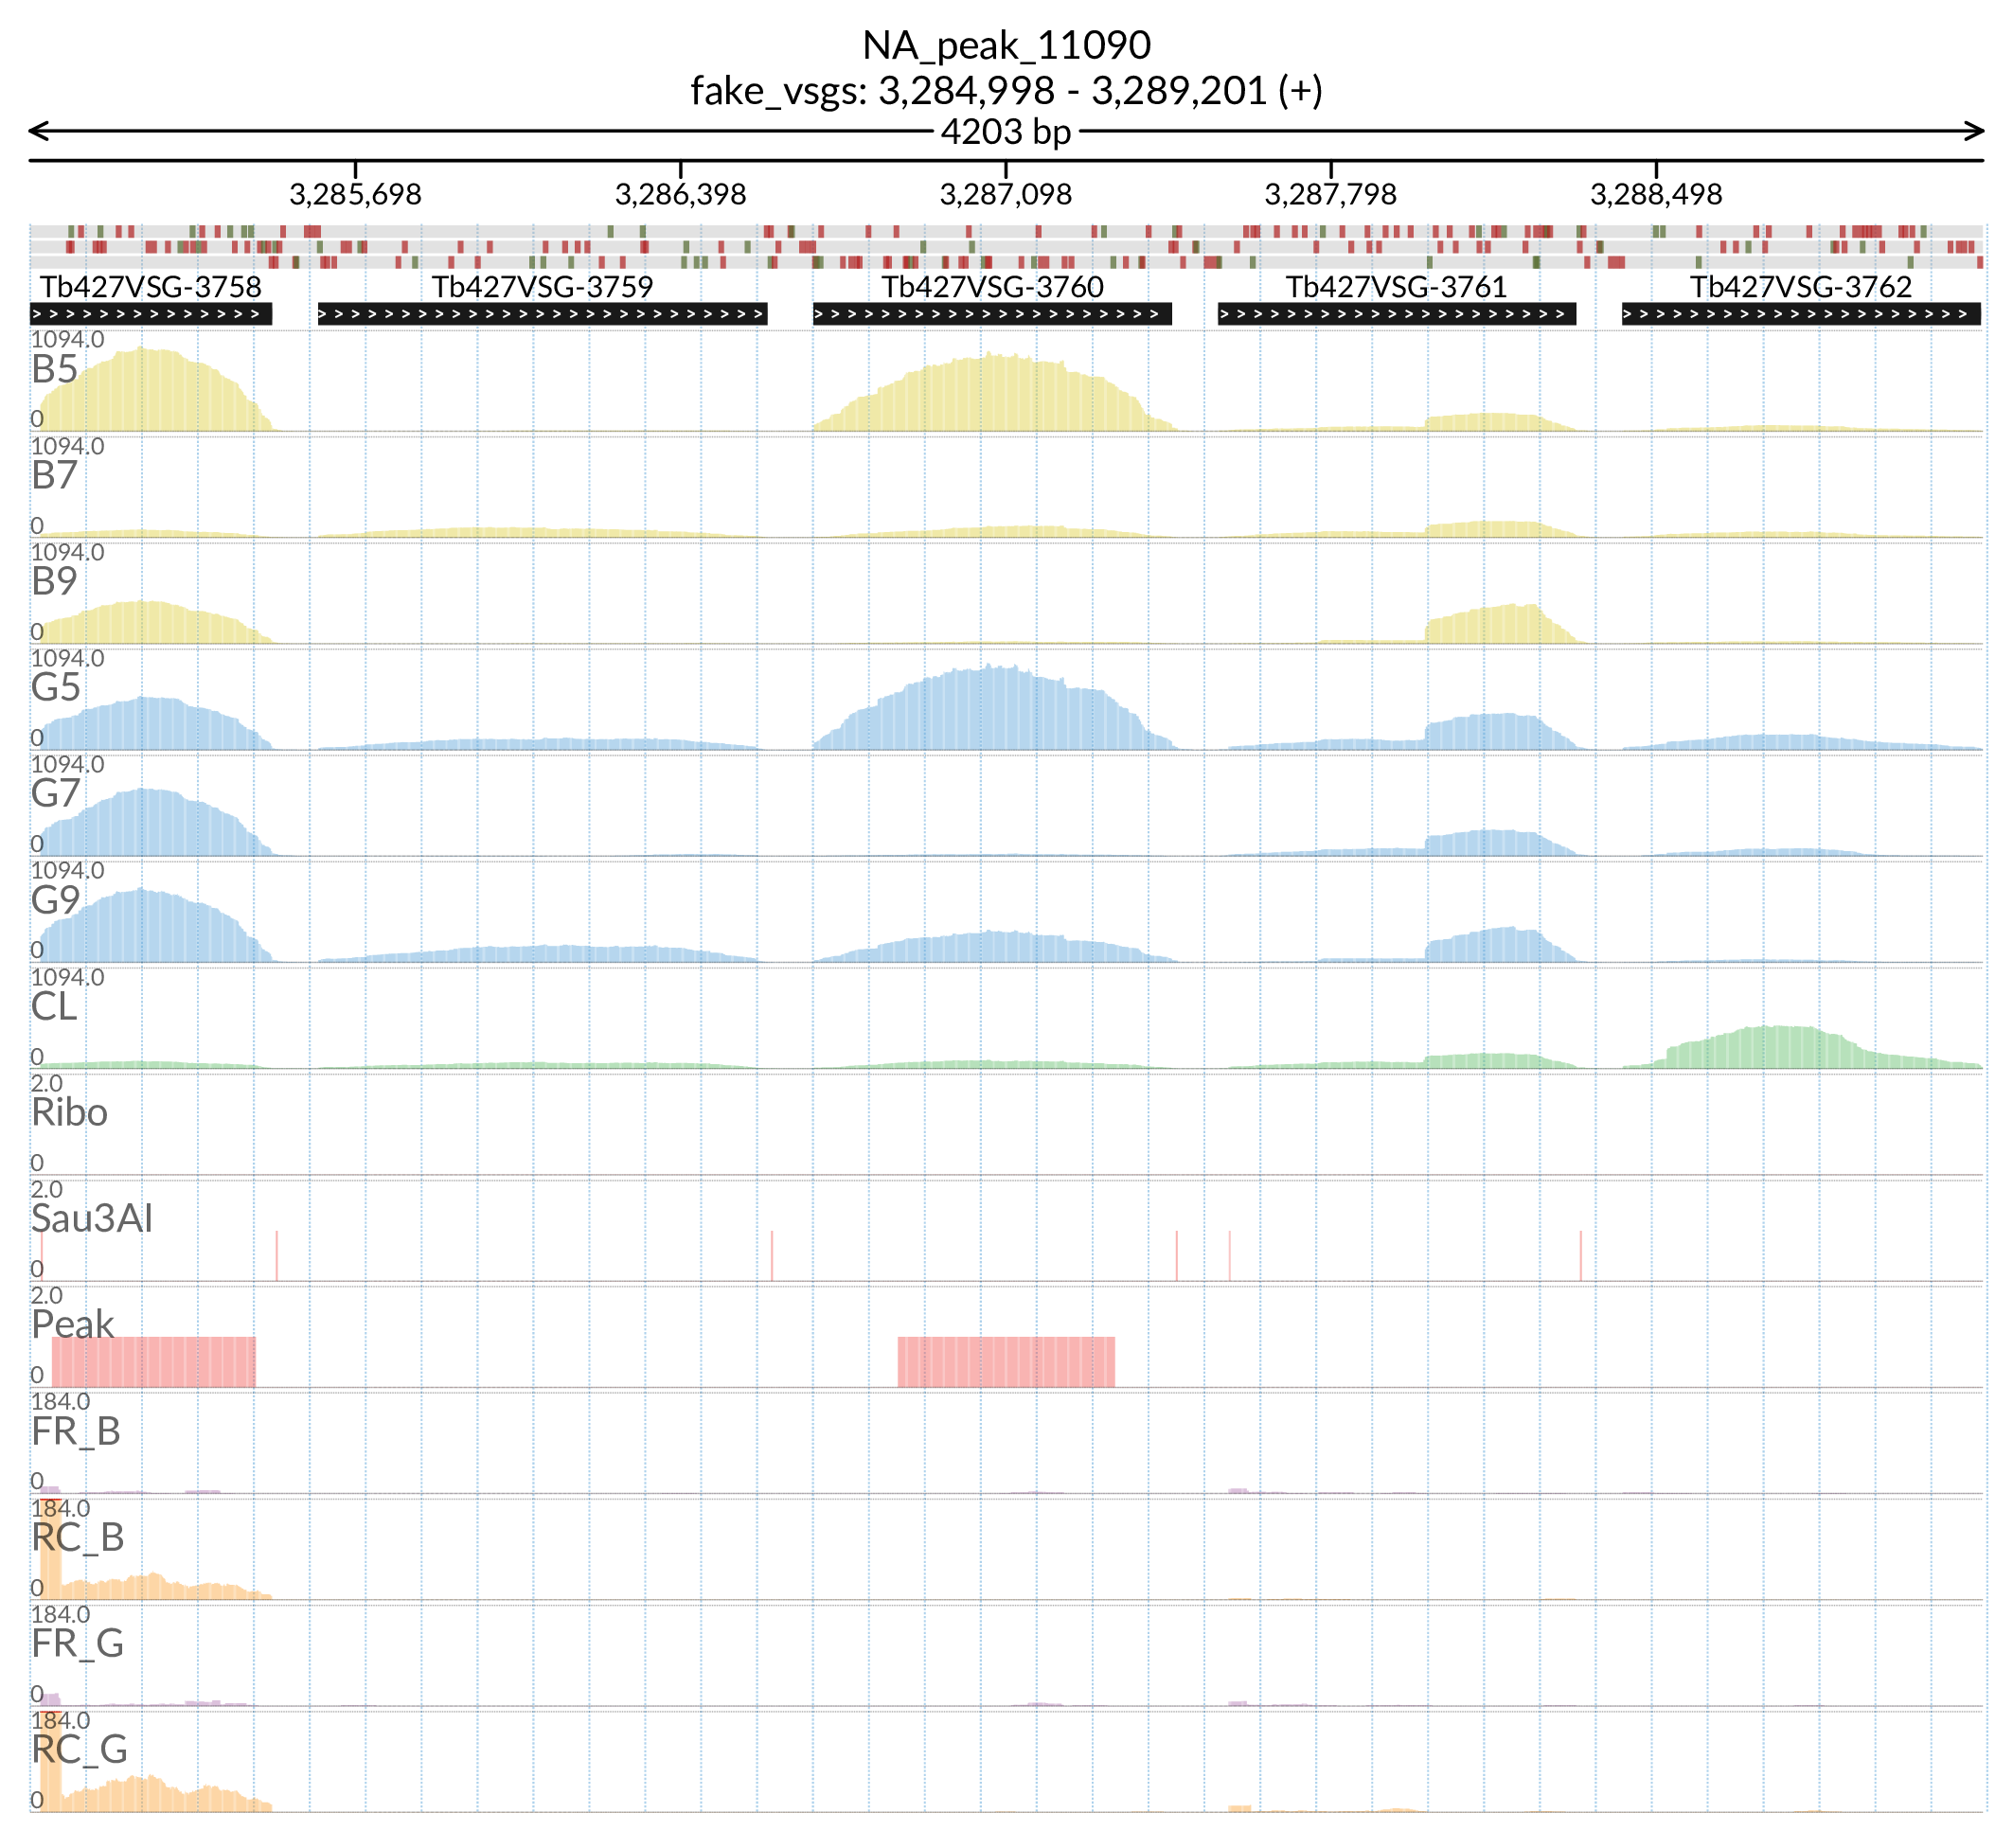 NA_peak_11090
fake_vsgs: 3,284,998 - 3,289,201 (+)
4203 bp
3,285,698 3,286,398 3,287,098 3,287,798 3,288,498
Tb427VSG-3758 Tb427VSG-3759 Tb427VSG-3760 Tb427VSG-3761 Tb427VSG-3762
1094.0
B5
0
1094.0
B7
0
1094.0
B9
0
1094.0
G5
0
1094.0
G7
0
1094.0
G9
0
1094.0
CL
0
2.0
Ribo
0
2.0
Sau3AI
0
2.0
Peak
0
184.0
FR_B
0
184.0
RC_B
0
184.0
FR_G
0
184.0
RC_G
0